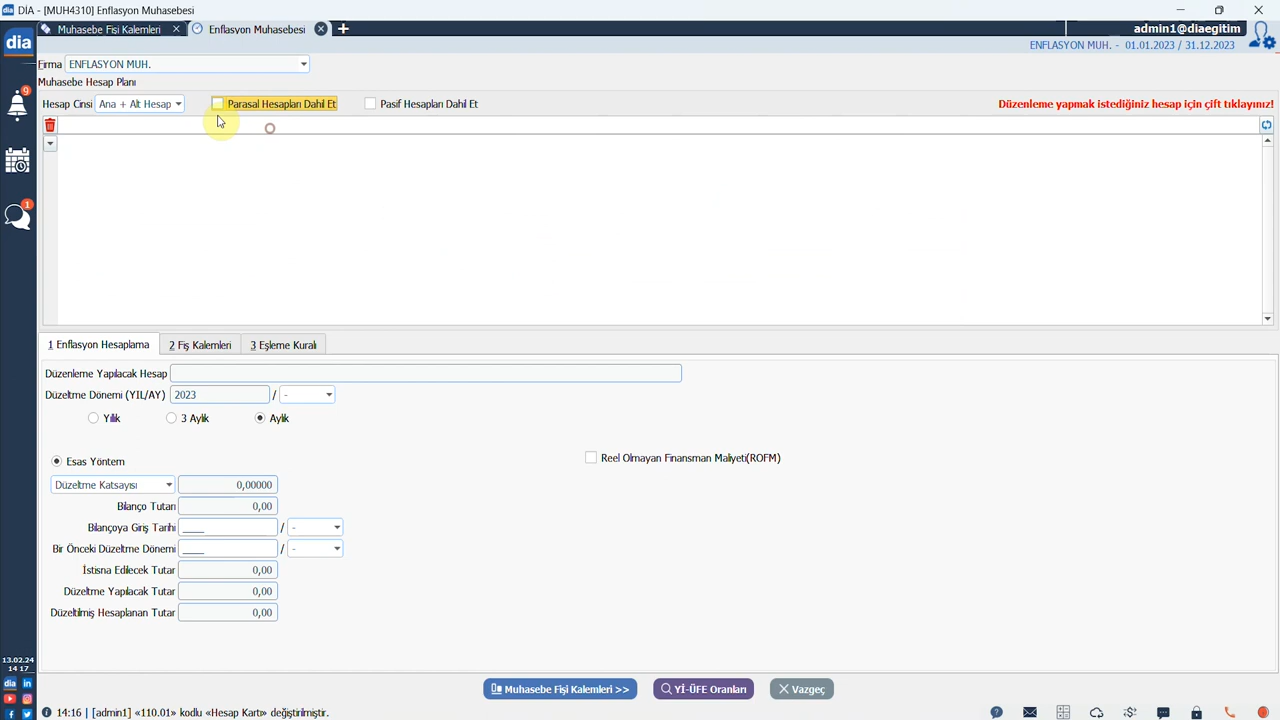 DIA - [MUH4310] Enflasyon Muhasebesi
Muhasebe Fişi Kalemleri
Enflasyon Muhasebesi
admin1@diaegitim
dia
ENFLASYON MUH. - 01.01.2023 / 31.12.2023
Firma ENFLASYON MUH.
Muhasebe Hesap Planı
9
Hesap Cinsi Ana + Alt Hesap Parasal Hesapları Dahil Et Pasif Hesapları Dahil Et Düzenleme yapmak istediğiniz hesap için çift tıklayınız!
1
1 Enflasyon Hesaplama 2 Fiş Kalemleri 3 Eşleme Kuralı
Düzenleme Yapılacak Hesap
Düzeltme Dönemi (YIL/AY) 2023 / -
Yıllık 3 Aylık Aylık
Esas Yöntem Reel Olmayan Finansman Maliyeti(ROFM)
Düzeltme Katsayısı 0,00000
Bilanço Tutarı 0,00
Bilançoya Giriş Tarihi ____ / -
Bir Önceki Düzeltme Dönemi ____ / -
İstisna Edilecek Tutar 0,00
Düzeltme Yapılacak Tutar 0,00
Düzeltilmiş Hesaplanan Tutar 0,00
13.02.24
14 17
dia in
Muhasebe Fişi Kalemleri >> Yİ-ÜFE Oranları Vazgeç
14:16 | [admin1] «110.01» kodlu «Hesap Kartı» değiştirilmiştir.